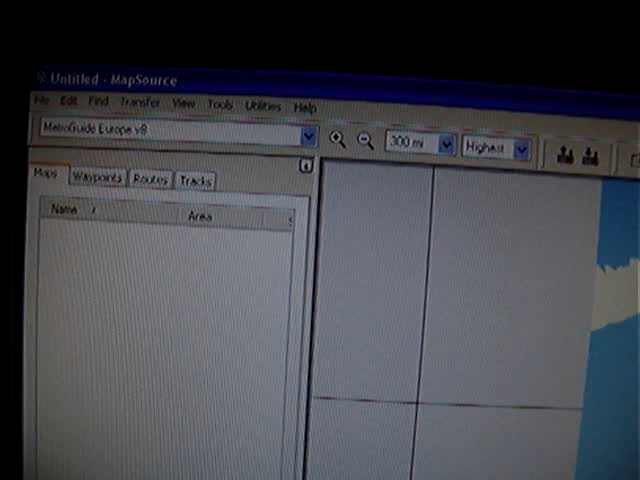 Untitled - MapSource
File Edit Find Transfer View Tools Utilities Help
MetroGuide Europe v8 300 mi Highest
Maps Waypoints Routes Tracks
Name / Area